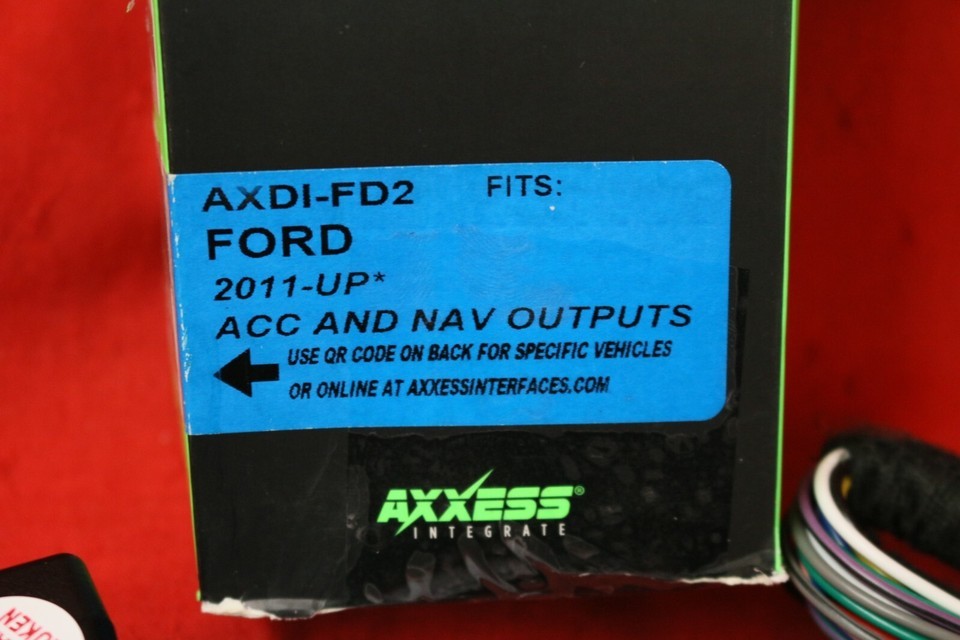 AXDI-FD2 FITS:
FORD
2011-UP*
ACC AND NAV OUTPUTS
USE QR CODE ON BACK FOR SPECIFIC VEHICLES
OR ONLINE AT AXXESSINTERFACES.COM
AXXESS®
INTEGRATE